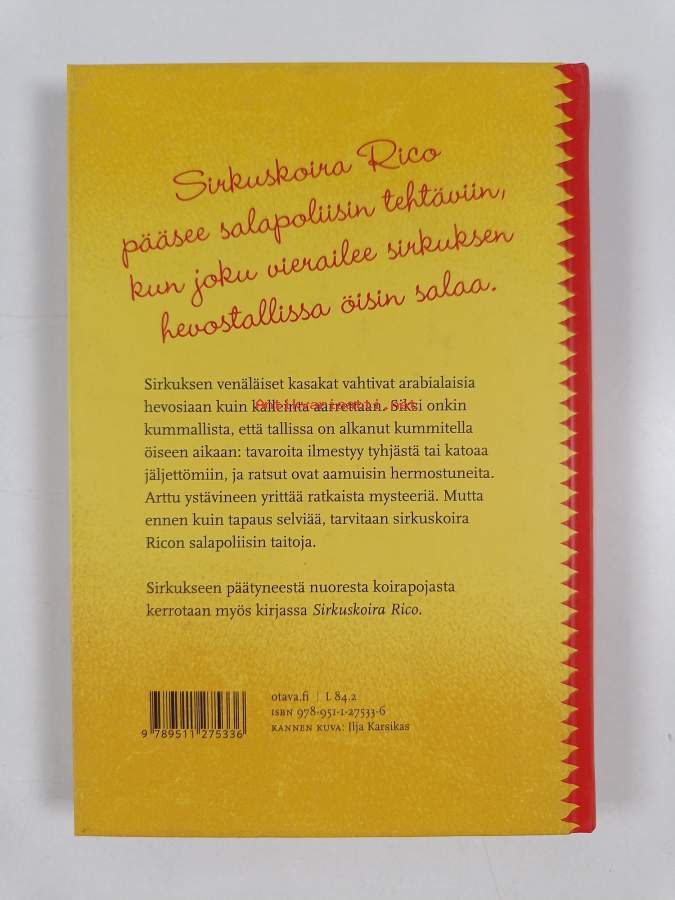 Sirkuskoira Rico
pääsee salapoliisin tehtäviin,
kun joku vierailee sirkuksen
hevostallissa öisin salaa.
Sirkuksen venäläiset kasakat vahtivat arabialaisia
hevosiaan kuin kalleinta aarrettaan. Siksi onkin
Antikvariaatti.net
kummallista, että tallissa on alkanut kummitella
öiseen aikaan: tavaroita ilmestyy tyhjästä tai katoaa
jäljettömiin, ja ratsut ovat aamuisin hermostuneita.
Arttu ystävineen yrittää ratkaista mysteeriä. Mutta
ennen kuin tapaus selviää, tarvitaan sirkuskoira
Ricon salapoliisin taitoja.
Sirkukseen päätyneestä nuoresta koirapojasta
kerrotaan myös kirjassa Sirkuskoira Rico.
otava.fi | L 84.2
ISBN 978-951-1-27533-6
KANNEN KUVA: Ilja Karsikas
9 789511 275336